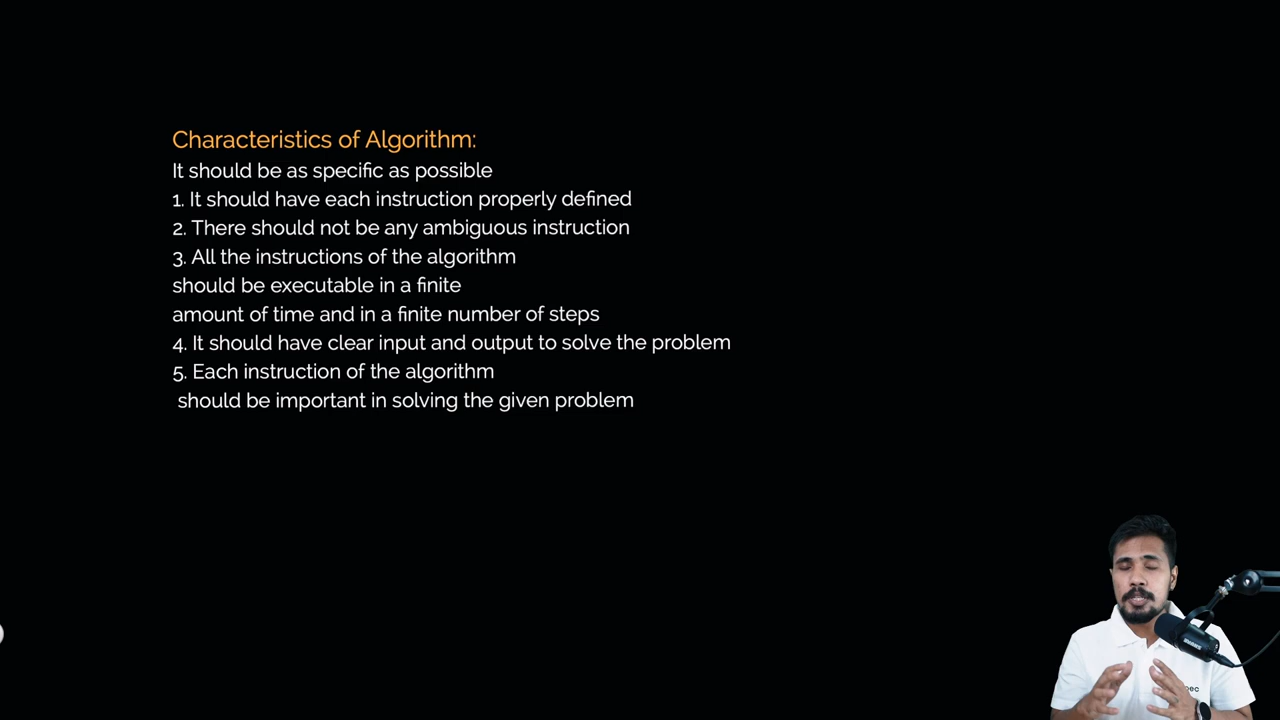 Characteristics of Algorithm:
It should be as specific as possible
1. It should have each instruction properly defined
2. There should not be any ambiguous instruction
3. All the instructions of the algorithm
should be executable in a finite
amount of time and in a finite number of steps
4. It should have clear input and output to solve the problem
5. Each instruction of the algorithm
should be important in solving the given problem